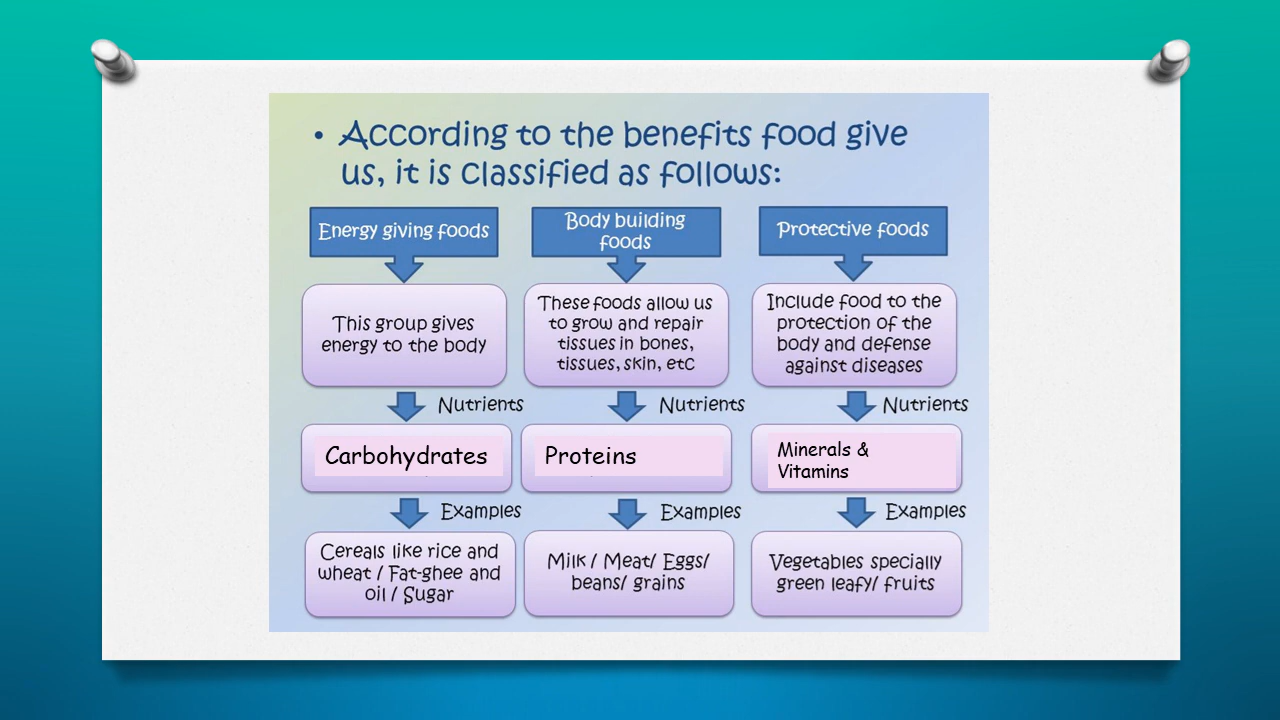 • According to the benefits food give
us, it is classified as follows:
Energy giving foods
This group gives
energy to the body
Nutrients
Carbohydrates
Examples
Cereals like rice and
wheat / Fat-ghee and
oil / Sugar
Body building
foods
These foods allow us
to grow and repair
tissues in bones,
tissues, skin, etc
Nutrients
Proteins
Examples
Milk / Meat/ Eggs/
beans/ grains
Protective foods
Include food to the
protection of the
body and defense
against diseases
Nutrients
Minerals &
Vitamins
Examples
Vegetables specially
green leafy/ fruits